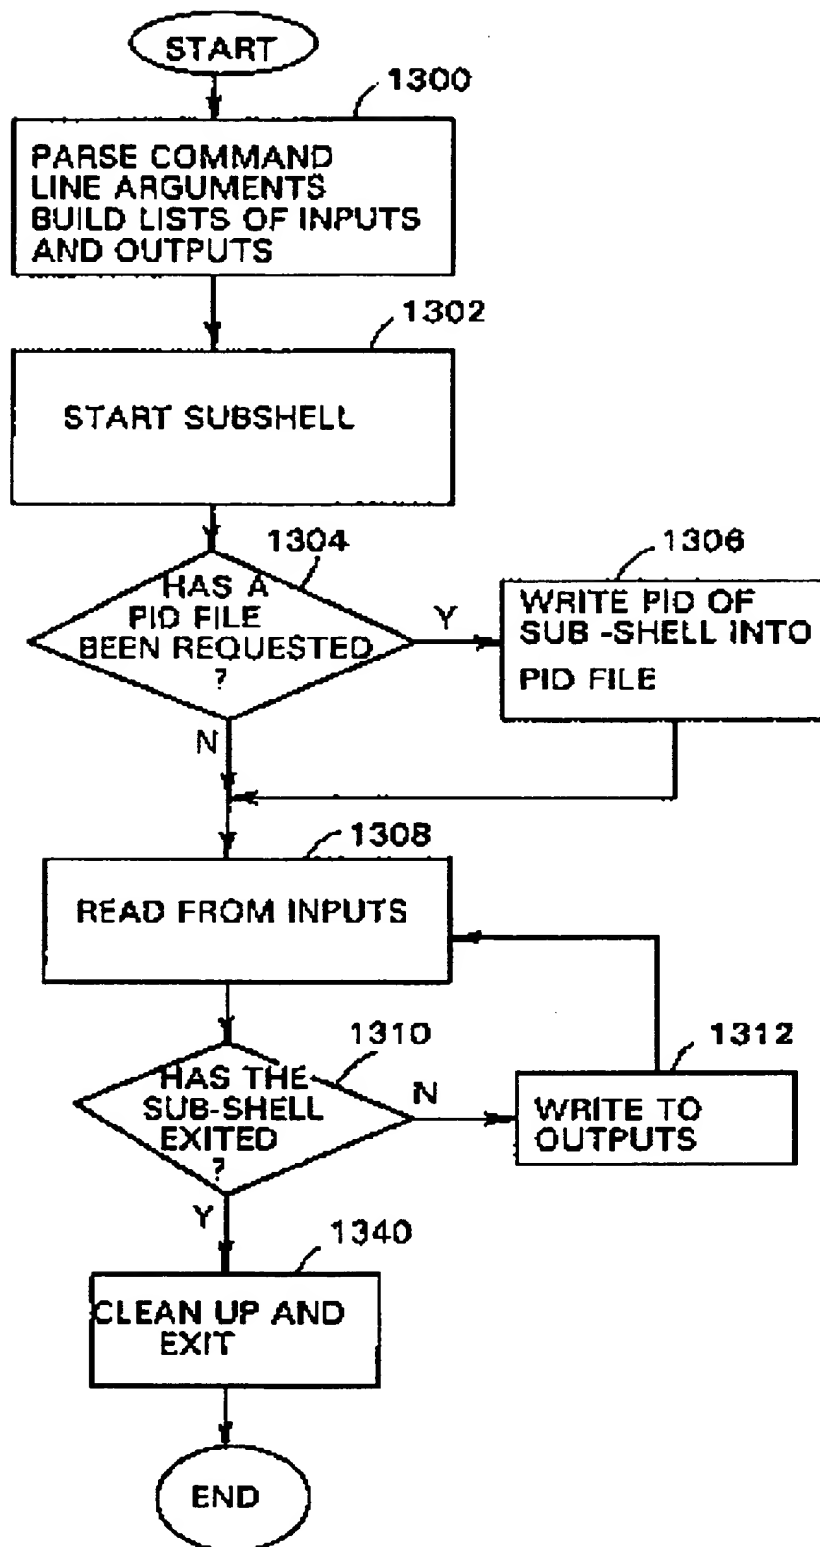 START
1300
PARSE COMMAND
LINE ARGUMENTS
BUILD LISTS OF INPUTS
AND OUTPUTS
1302
START SUBSHELL
1304
HAS A
PID FILE
BEEN REQUESTED
?
Y
N
1306
WRITE PID OF
SUB -SHELL INTO
PID FILE
1308
READ FROM INPUTS
1310
HAS THE
SUB-SHELL
EXITED
?
N
Y
1312
WRITE TO
OUTPUTS
1340
CLEAN UP AND
EXIT
END